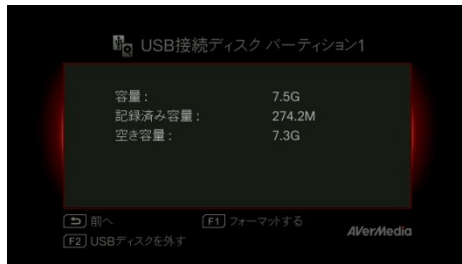 USB接続ディスク パーティション1
容量 : 7.5G
記録済み容量 : 274.2M
空き容量 : 7.3G
前へ F1 フォーマットする
F2 USBディスクを外す AVerMedia